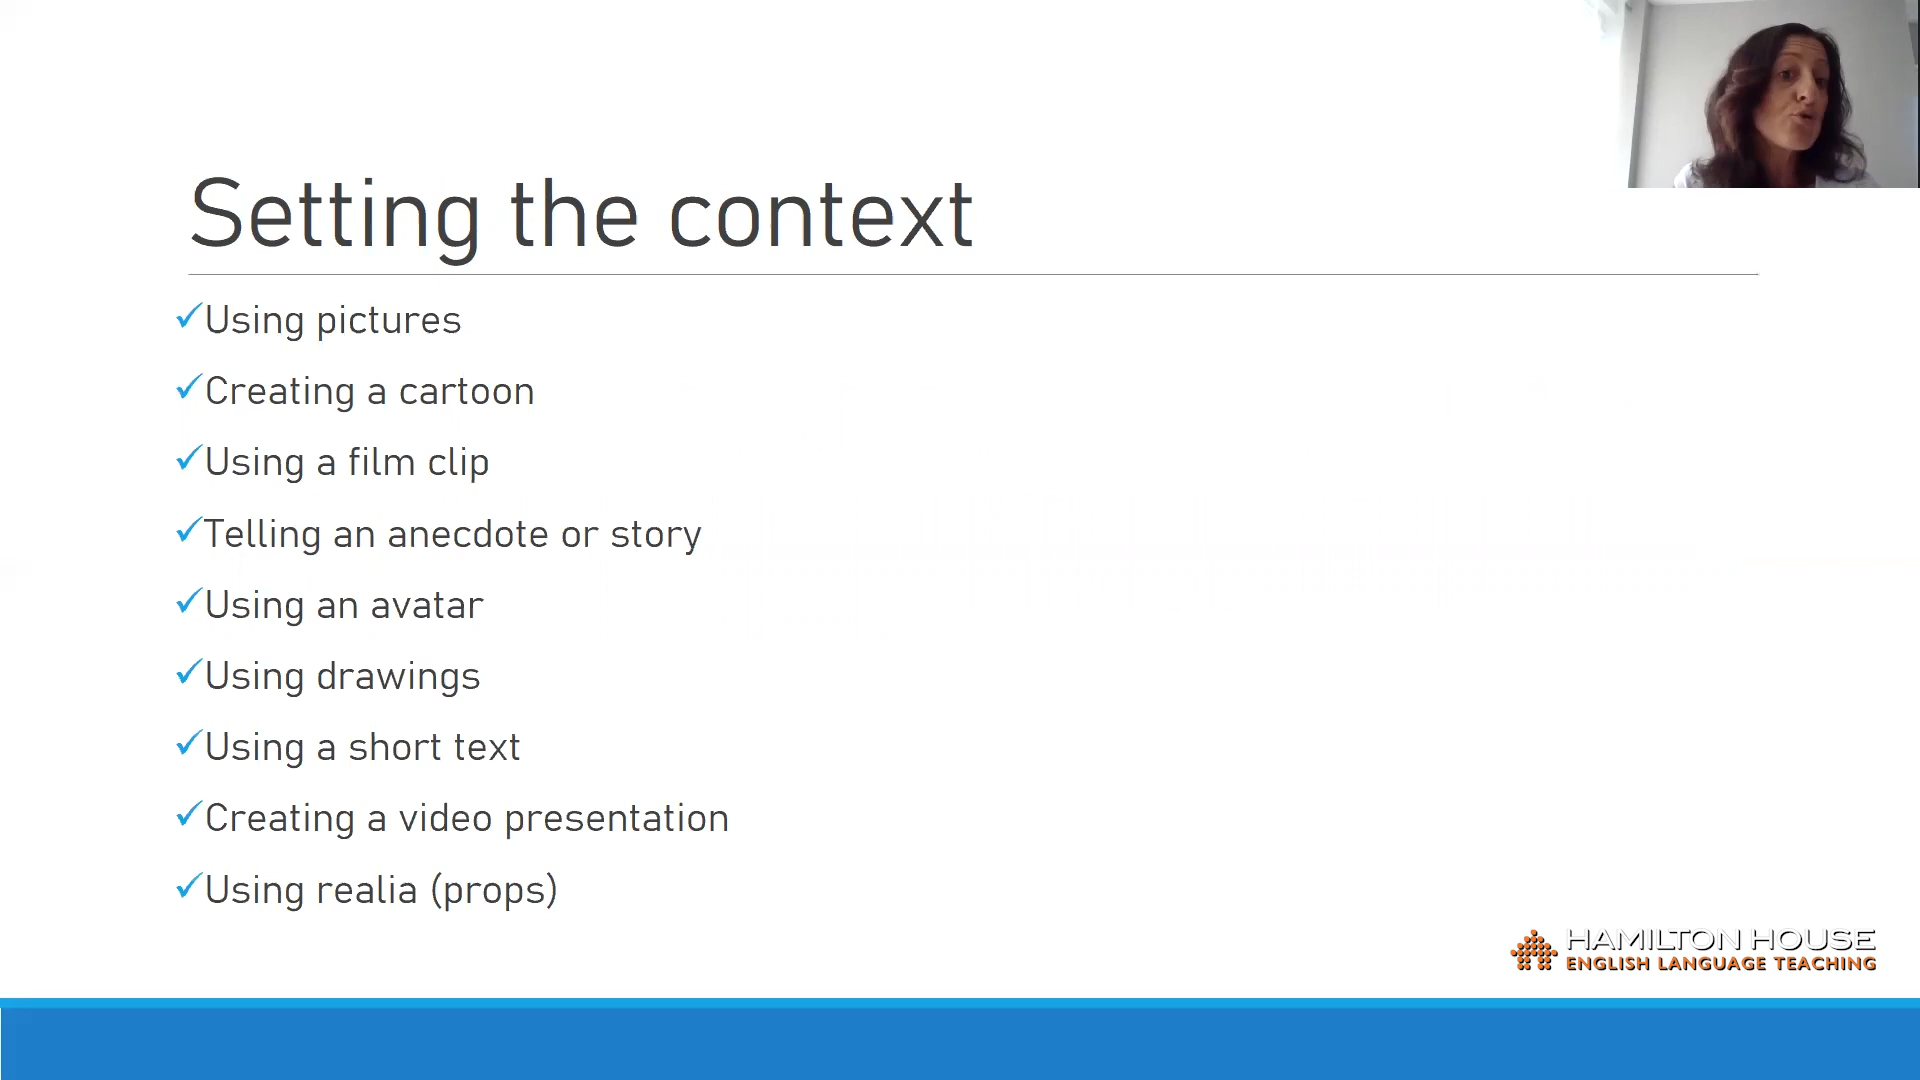 Setting the context
✓Using pictures
✓Creating a cartoon
✓Using a film clip
✓Telling an anecdote or story
✓Using an avatar
✓Using drawings
✓Using a short text
✓Creating a video presentation
✓Using realia (props)
HAMILTON HOUSE
ENGLISH LANGUAGE TEACHING